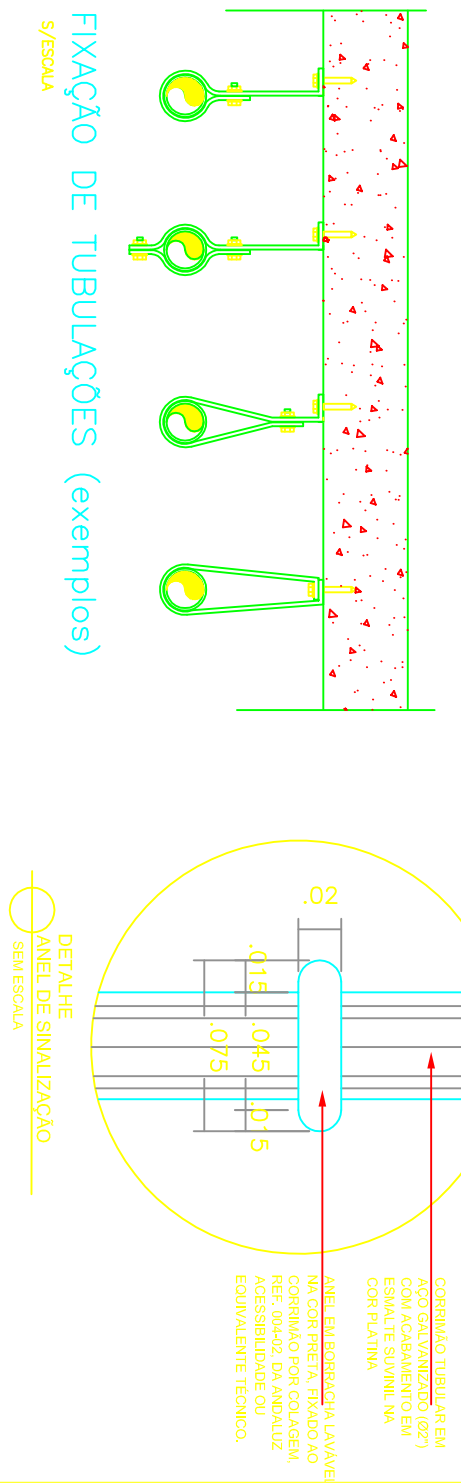 FIXAÇÃO DE TUBULAÇÕES (exemplos)
S/ESCALA
.02
.015
.045
.015
.075
CORRIMÃO TUBULAR EM
AÇO GALVANIZADO (Ø2")
COM ACABAMENTO EM
ESMALTE SUVINIL NA
COR PLATINA
ANEL EM BORRACHA LAVÁVEL
NA COR PRETA, FIXADO AO
CORRIMÃO POR COLAGEM.
REF. 004-02, DA ANDALUZ
ACESSIBILIDADE OU
EQUIVALENTE TÉCNICO.
DETALHE
ANEL DE SINALIZAÇÃO
SEM ESCALA